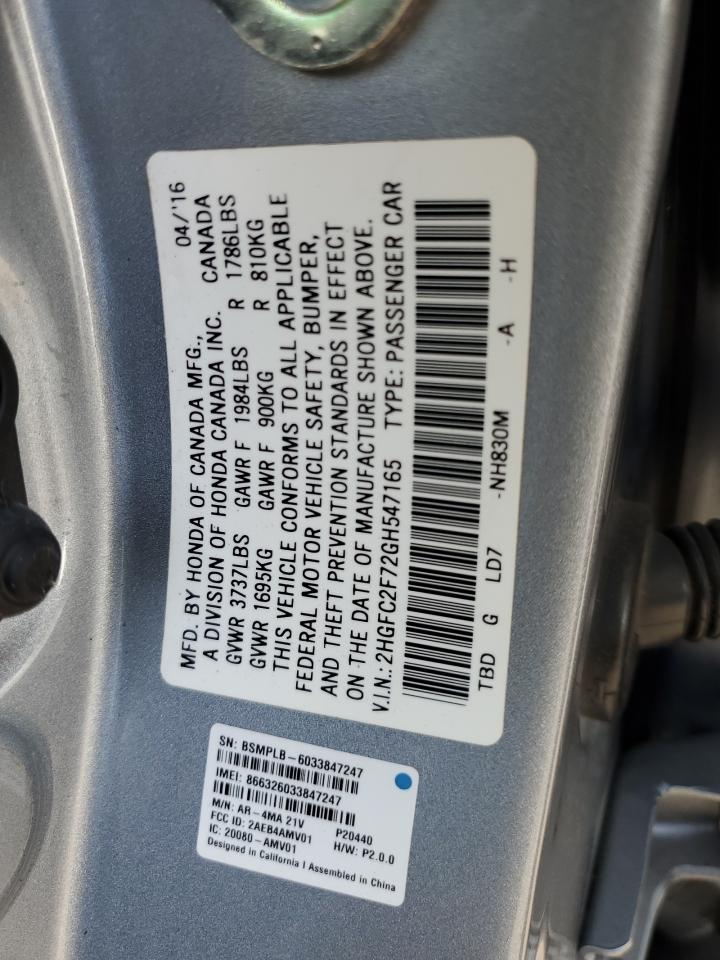 MFD. BY HONDA OF CANADA MFG., 04/'16
A DIVISION OF HONDA CANADA INC. CANADA
GVWR 3737LBS GAWR F 1984LBS R 1786LBS
GVWR 1695KG GAWR F 900KG R 810KG
THIS VEHICLE CONFORMS TO ALL APPLICABLE
FEDERAL MOTOR VEHICLE SAFETY, BUMPER,
AND THEFT PREVENTION STANDARDS IN EFFECT
ON THE DATE OF MANUFACTURE SHOWN ABOVE.
V.I.N.: 2HGFC2F72GH547165 TYPE: PASSENGER CAR
TBD G LD7 -NH830M -A -H
SN: BSMPLB-6033847247
IMEI: 866326033847247
M/N: AR-4MA 21V P20440
FCC ID: 2AEB4AMV01 H/W: P2.0.0
IC: 20080-AMV01
Designed in California | Assembled in China